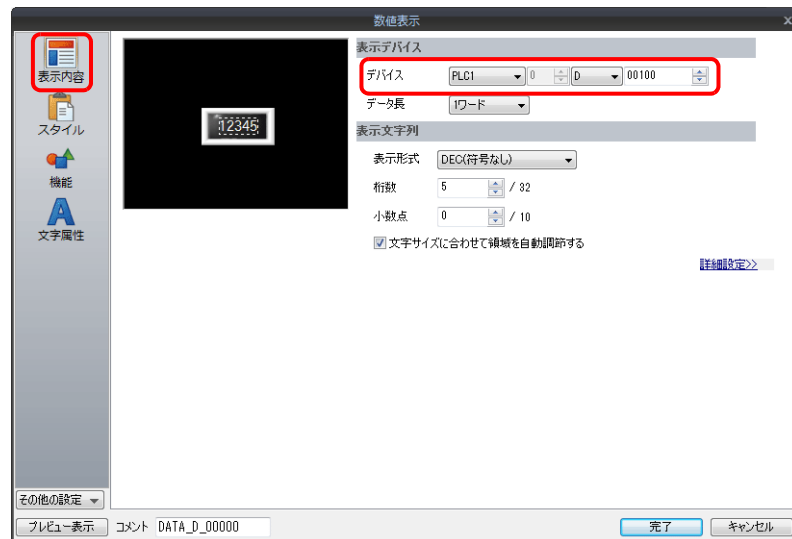 数値表示
x
表示内容
スタイル
機能
文字属性
12345
表示デバイス
デバイス PLC1 0 D 00100
データ長 1ワード
表示文字列
表示形式 DEC(符号なし)
桁数 5 / 32
小数点 0 / 10
文字サイズに合わせて領域を自動調節する
詳細設定>>
その他の設定
プレビュー表示 コメント DATA_D_00000 完了 キャンセル